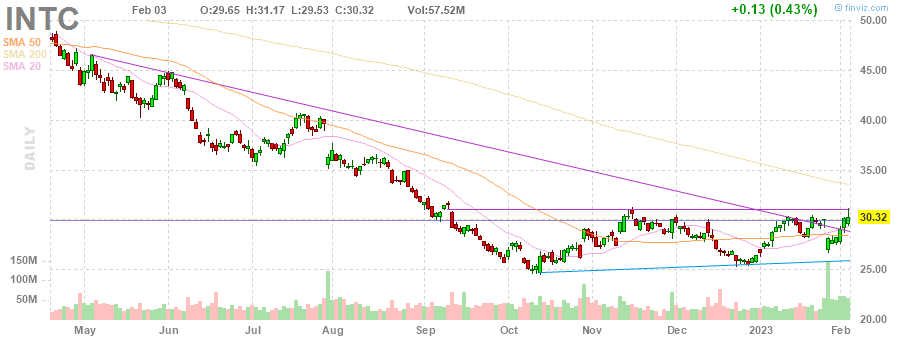 INTC
Feb 03 O:29.65 H:31.17 L:29.53 C:30.32 Vol:57.52M +0.13 (0.43%)
© finviz.com
SMA 50
SMA 200
SMA 20
DAILY
50.00
45.00
40.00
35.00
30.32
25.00
20.00
150M
100M
50M
May Jun Jul Aug Sep Oct Nov Dec 2023 Feb